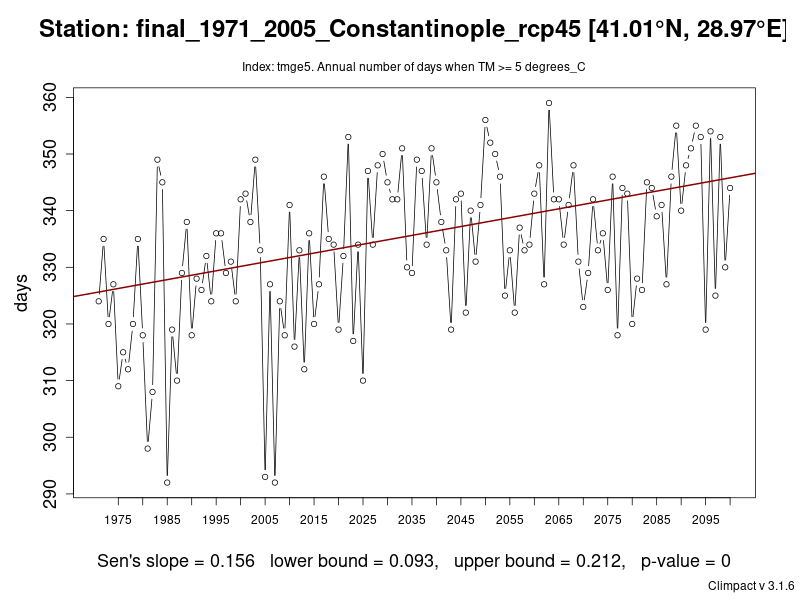 Station: final_1971_2005_Constantinople_rcp45 [41.01°N, 28.97°E]
Index: tmge5. Annual number of days when TM >= 5 degrees_C
360
350
340
330
320
310
300
290
days
1975 1985 1995 2005 2015 2025 2035 2045 2055 2065 2075 2085 2095
Sen's slope = 0.156 lower bound = 0.093, upper bound = 0.212, p-value = 0
Climpact v 3.1.6